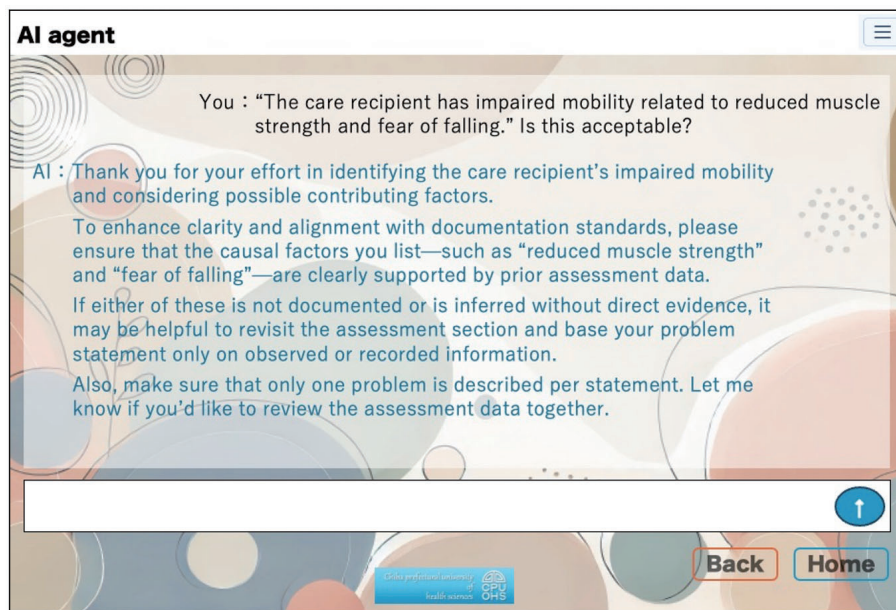 AI agent
You : “The care recipient has impaired mobility related to reduced muscle
strength and fear of falling.” Is this acceptable?
AI : Thank you for your effort in identifying the care recipient’s impaired mobility
and considering possible contributing factors.
To enhance clarity and alignment with documentation standards, please
ensure that the causal factors you list—such as “reduced muscle strength”
and “fear of falling”—are clearly supported by prior assessment data.
If either of these is not documented or is inferred without direct evidence, it
may be helpful to revisit the assessment section and base your problem
statement only on observed or recorded information.
Also, make sure that only one problem is described per statement. Let me
know if you’d like to review the assessment data together.
Back
Home
university
of
health sciences
CPU
OHS